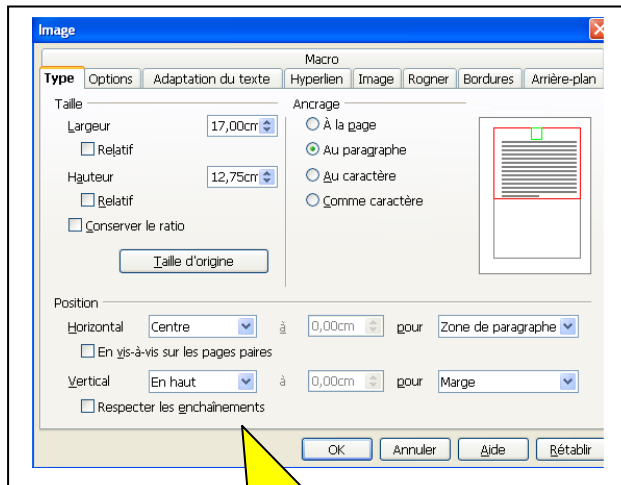 Image
Macro
Type Options Adaptation du texte Hyperlien Image Rogner Bordures Arrière-plan
Taille
Largeur 17,00cm
Relatif
Hauteur 12,75cm
Relatif
Conserver le ratio
Taille d'origine
Ancrage
À la page
Au paragraphe
Au caractère
Comme caractère
Position
Horizontal Centre à 0,00cm pour Zone de paragraphe
En vis-à-vis sur les pages paires
Vertical En haut à 0,00cm pour Marge
Respecter les enchaînements
OK Annuler Aide Rétablir